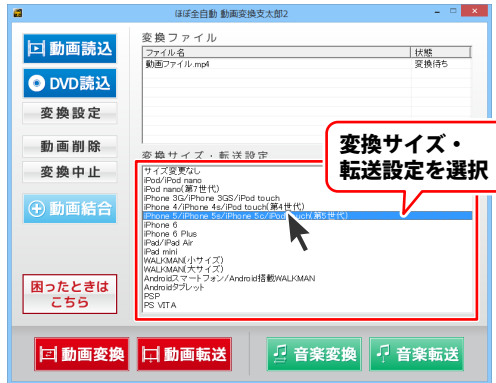 ほぼ全自動 動画変換支太郎2
動画読込
DVD読込
変換設定
動画削除
変換中止
動画結合
困ったときは
こちら
変換ファイル
ファイル名 状態
動画ファイル.mp4 変換待ち
変換サイズ・転送設定
サイズ変更なし
iPod/iPod nano
iPod nano(第7世代)
iPhone 3G/iPhone 3GS/iPod touch
iPhone 4/iPhone 4s/iPod touch(第4世代)
iPhone 5/iPhone 5s/iPhone 5c/iPod touch(第5世代)
iPhone 6
iPhone 6 Plus
iPad/iPad Air
iPad mini
WALKMAN(小サイズ)
WALKMAN(大サイズ)
Androidスマートフォン/Android搭載WALKMAN
Androidタブレット
PSP
PS VITA
変換サイズ・
転送設定を選択
動画変換
動画転送
音楽変換
音楽転送